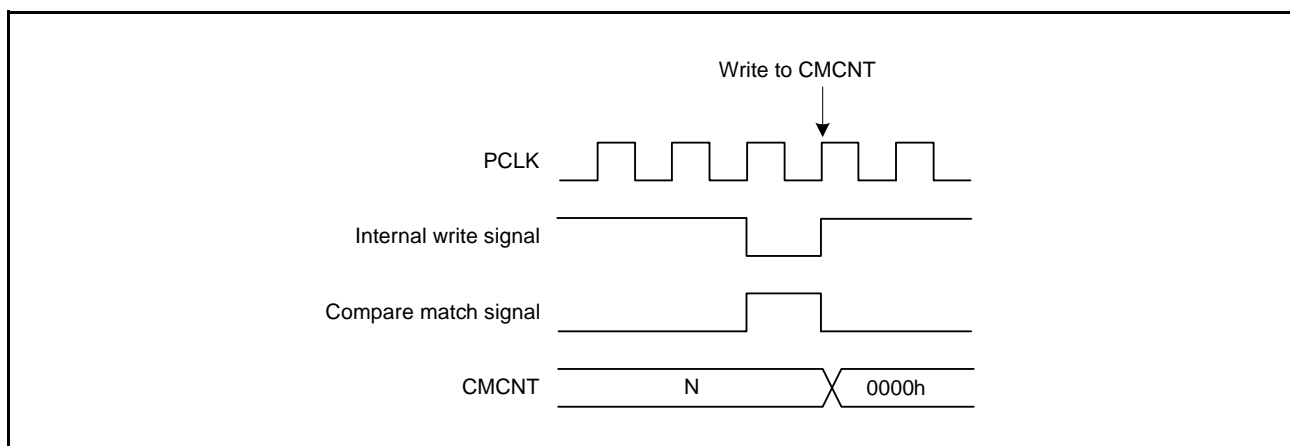 Write to CMCNT
PCLK
Internal write signal
Compare match signal
CMCNT
N
0000h